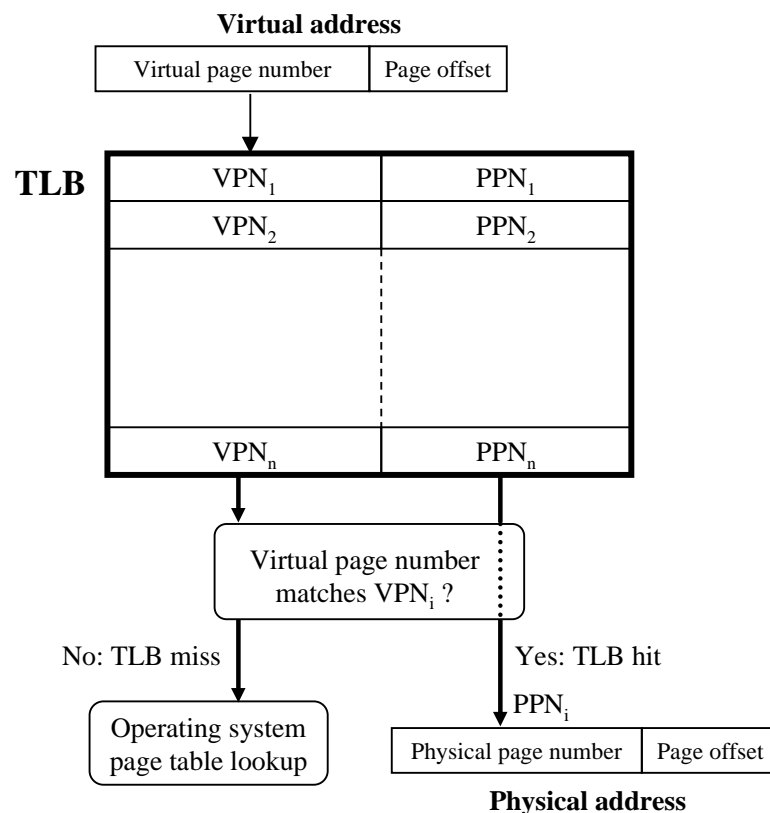 Virtual address
Virtual page number Page offset
TLB
VPN₁ PPN₁
VPN₂ PPN₂
VPNₙ PPNₙ
Virtual page number
matches VPNᵢ ?
No: TLB miss Yes: TLB hit
PPNᵢ
Operating system
page table lookup
Physical page number Page offset
Physical address